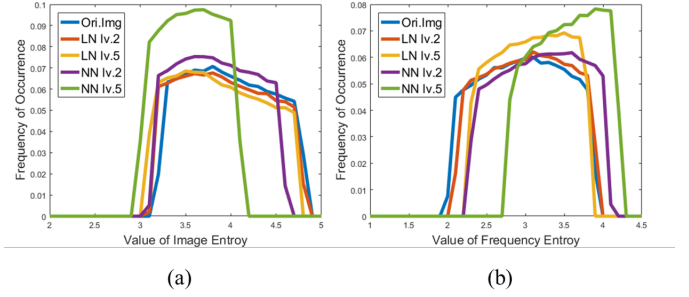 0.1
0.09
0.08
0.07
0.06
0.05
0.04
0.03
0.02
0.01
0
2
2.5
3
3.5
4
4.5
5
Frequency of Occurrence
Value of Image Entroy
Ori.Img
LN lv.2
LN lv.5
NN lv.2
NN lv.5
(a)
0.08
0.07
0.06
0.05
0.04
0.03
0.02
0.01
0
1
1.5
2
2.5
3
3.5
4
4.5
Frequency of Occurrence
Value of Frequency Entroy
Ori.Img
LN lv.2
LN lv.5
NN lv.2
NN lv.5
(b)